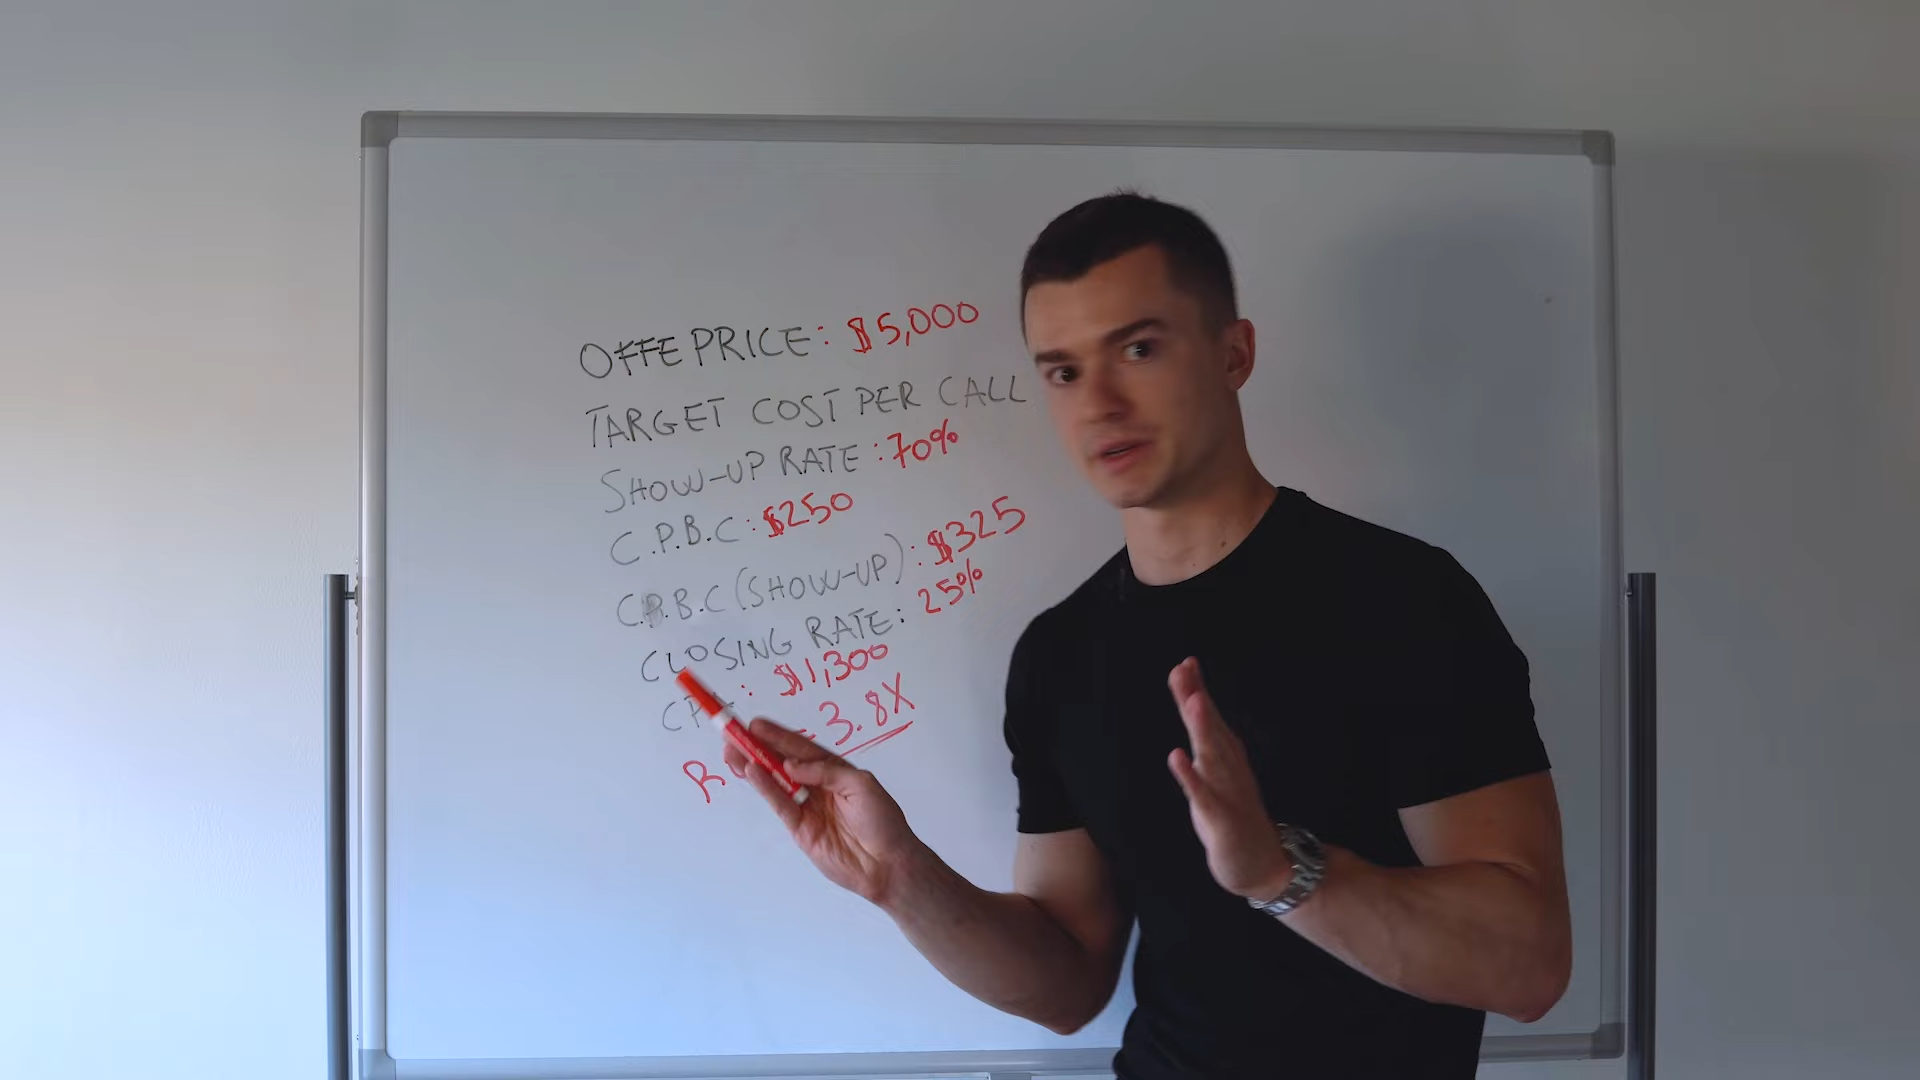 OFFE PRICE: $5,000
TARGET COST PER CALL
SHOW-UP RATE: 70%
C.P.B.C: $250
C.P.B.C (SHOW-UP): $325
CLOSING RATE: 25%
: $1,300
= 3.8X